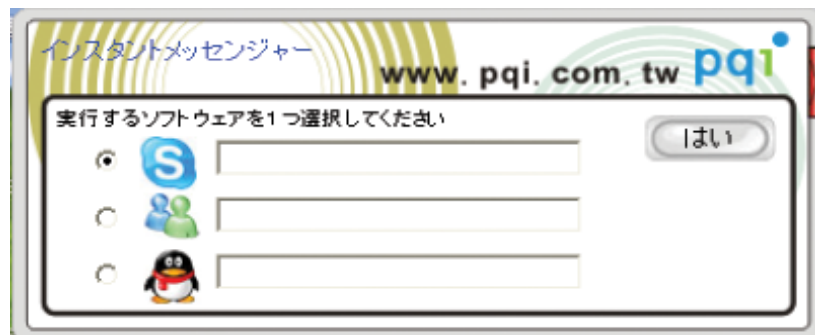 インスタントメッセンジャー
www. pqi. com. tw pqi
実行するソフトウェアを1つ選択してください
はい
S